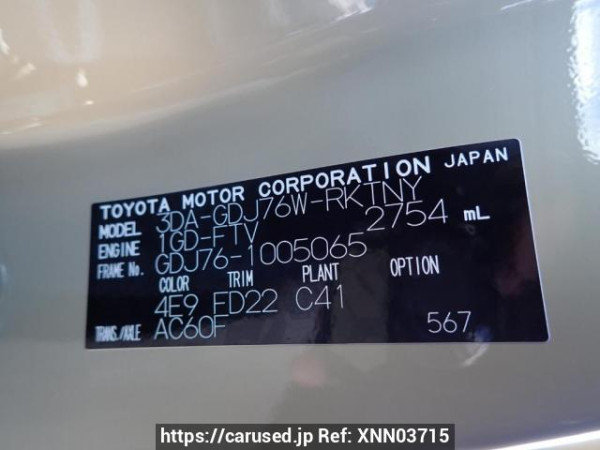 TOYOTA MOTOR CORPORATION JAPAN
MODEL 3DA-GDJ76W-RKTNY
ENGINE 1GD-FTV 2754 mL
FRAME No. GDJ76-1005065
COLOR TRIM PLANT OPTION
4E9 FD22 C41
TRANS./AXLE AC60F 567
https://carused.jp Ref: XNN03715